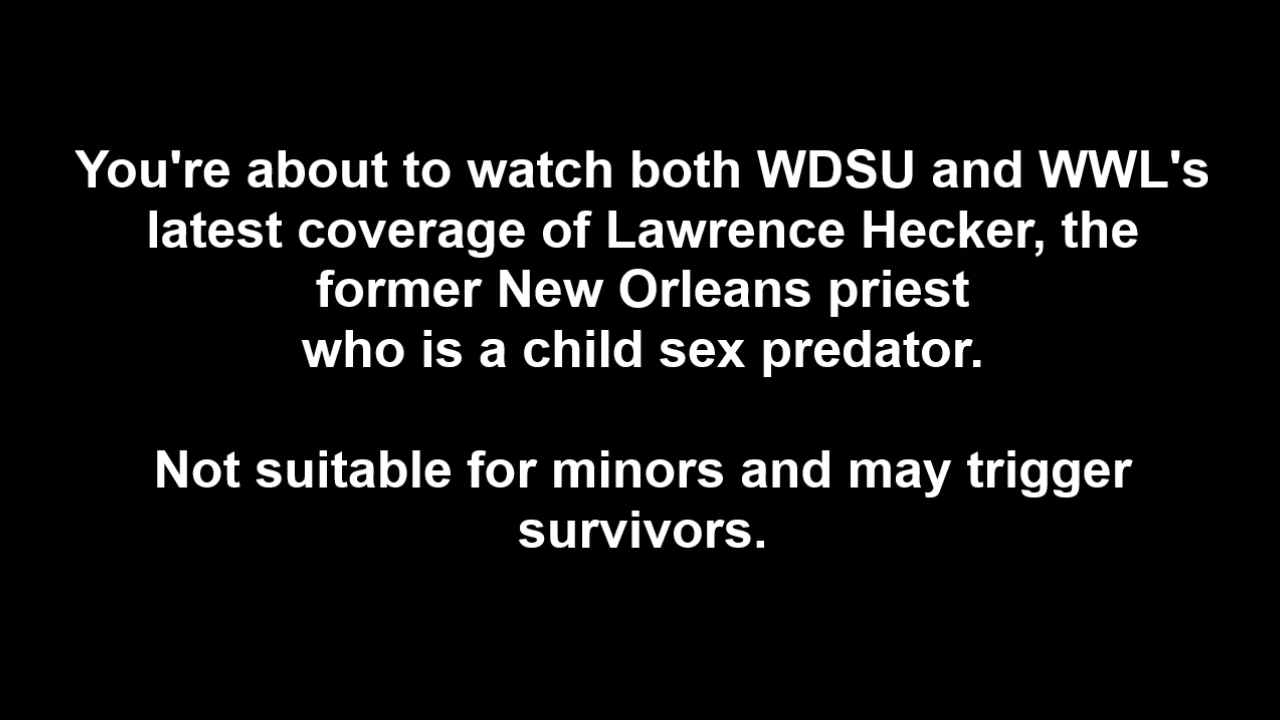 You're about to watch both WDSU and WWL's
latest coverage of Lawrence Hecker, the
former New Orleans priest
who is a child sex predator.
Not suitable for minors and may trigger
survivors.